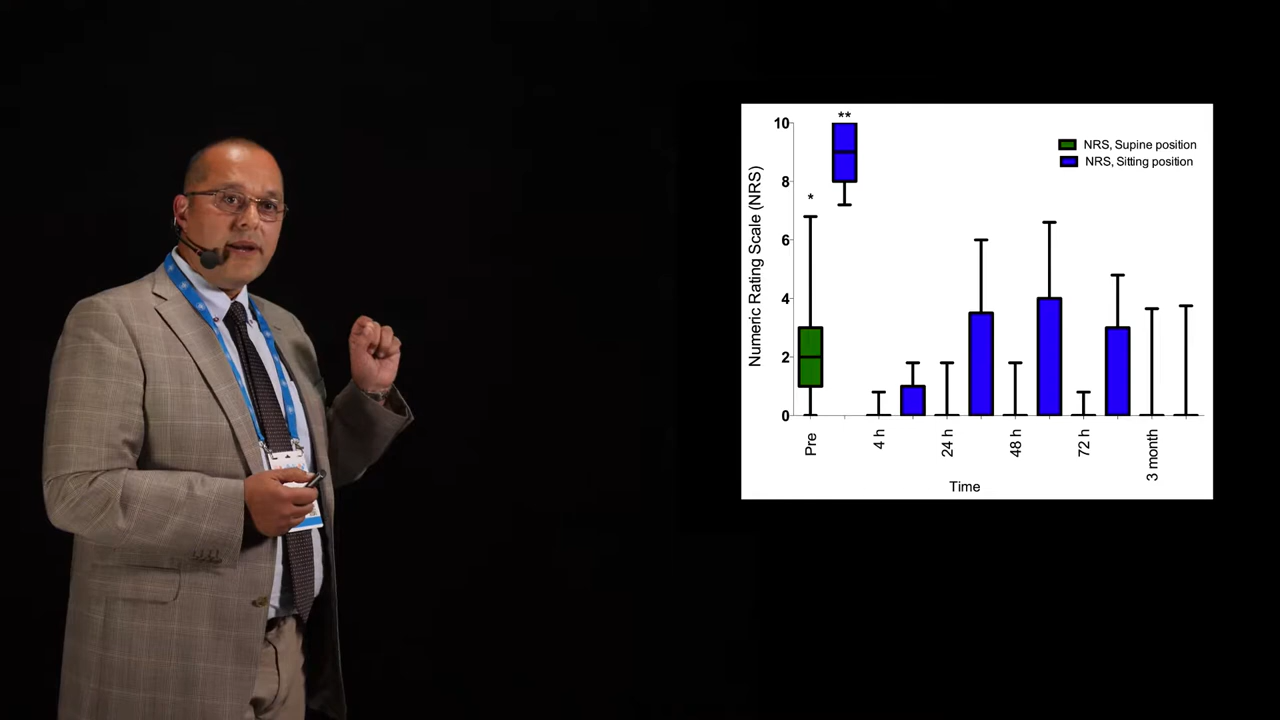 10
8
6
4
2
0
Numeric Rating Scale (NRS)
*
**
NRS, Supine position
NRS, Sitting position
Pre
4 h
24 h
48 h
72 h
3 month
Time